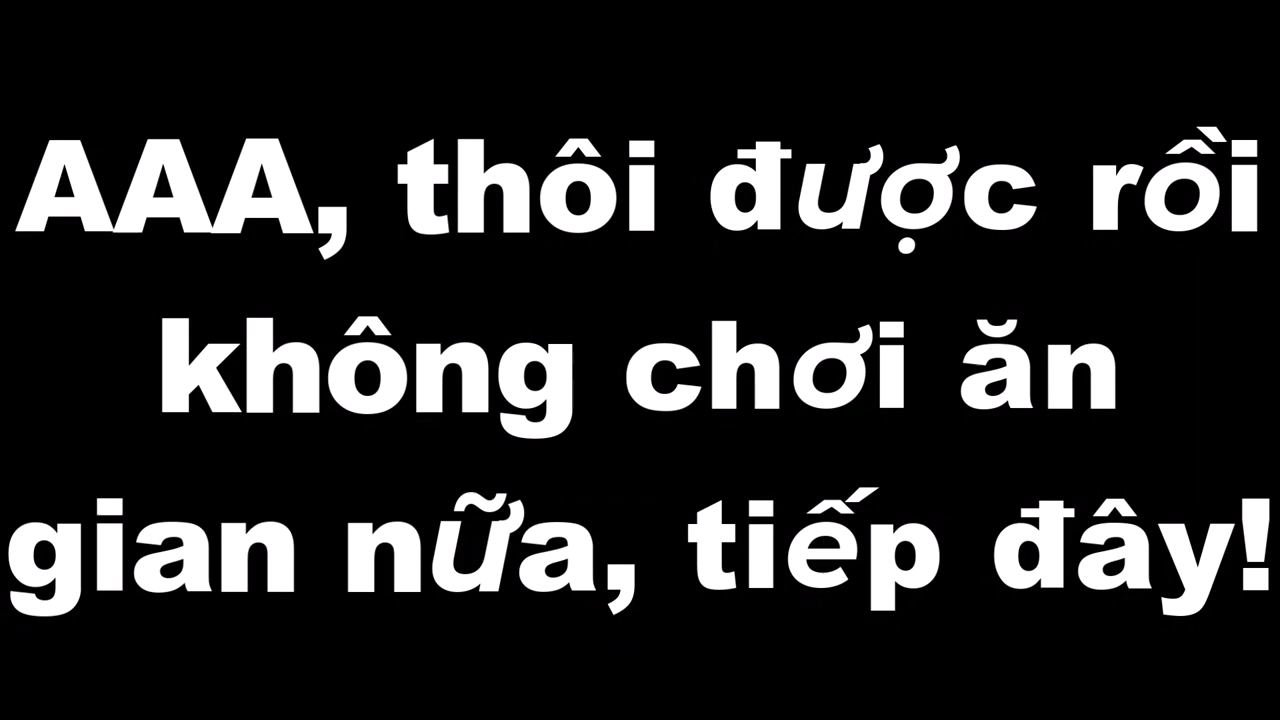 AAA, thôi được rồi
không chơi ăn
gian nữa, tiếp đây!